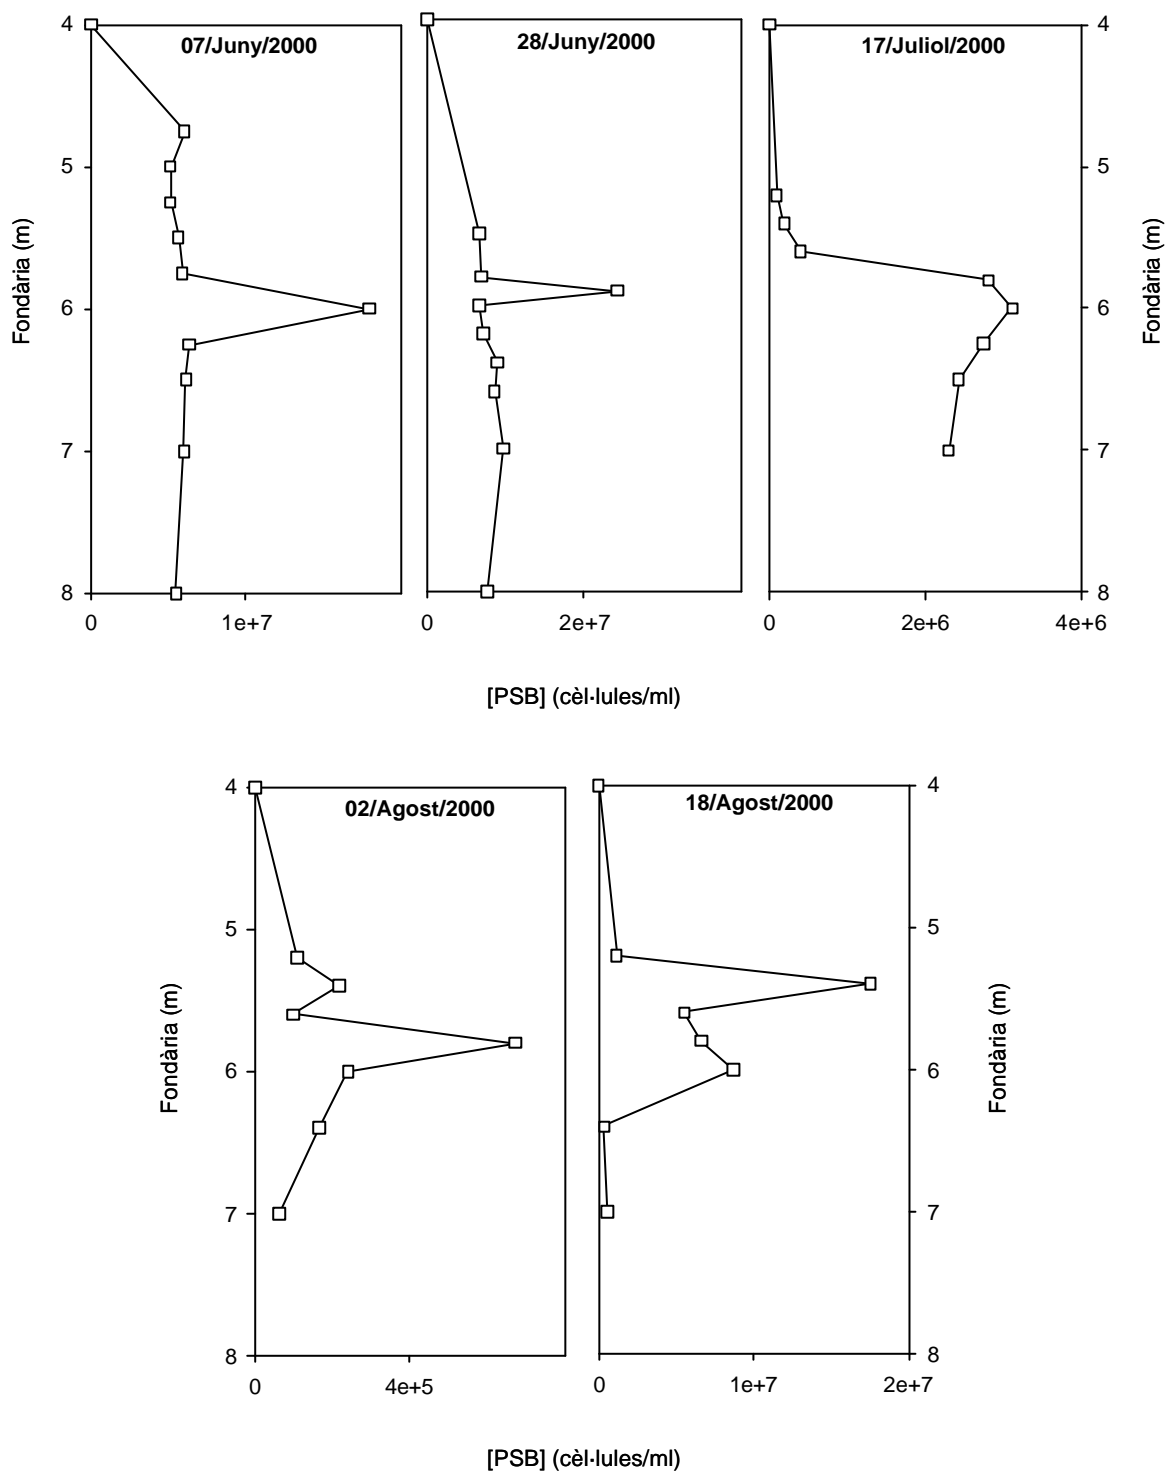 07/Juny/2000
28/Juny/2000
17/Juliol/2000
4
5
6
7
8
4
5
6
7
8
Fondària (m)
Fondària (m)
0
1e+7
0
2e+7
0
2e+6
4e+6
[PSB] (cèl·lules/ml)
02/Agost/2000
18/Agost/2000
4
5
6
7
8
4
5
6
7
8
Fondària (m)
Fondària (m)
0
4e+5
0
1e+7
2e+7
[PSB] (cèl·lules/ml)